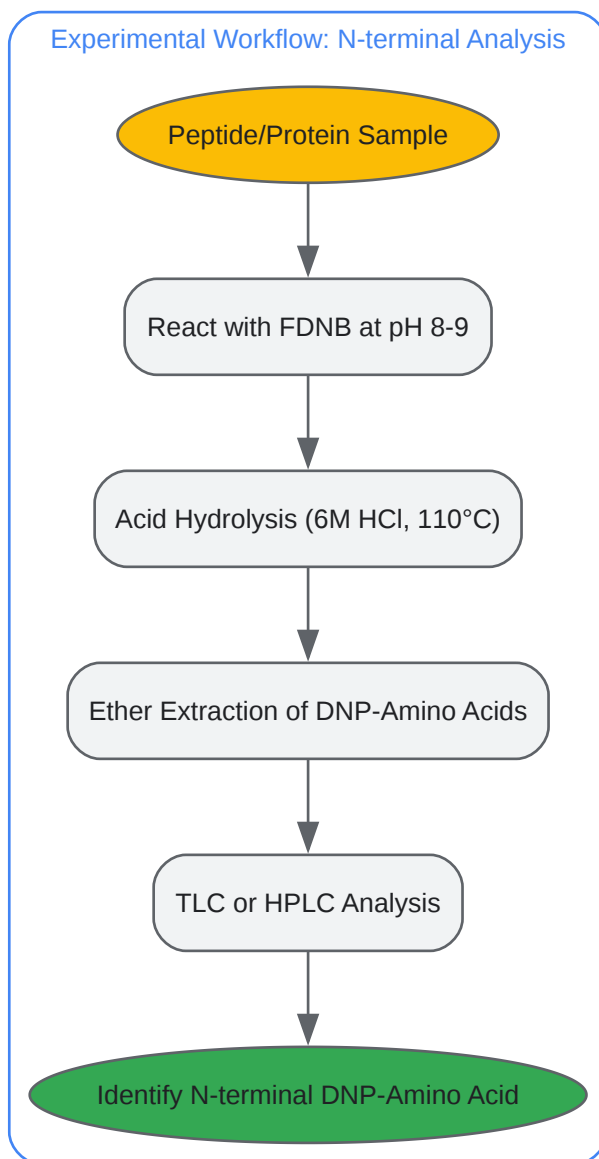 Experimental Workflow: N-terminal Analysis
Peptide/Protein Sample
React with FDNB at pH 8-9
Acid Hydrolysis (6M HCl, 110°C)
Ether Extraction of DNP-Amino Acids
TLC or HPLC Analysis
Identify N-terminal DNP-Amino Acid